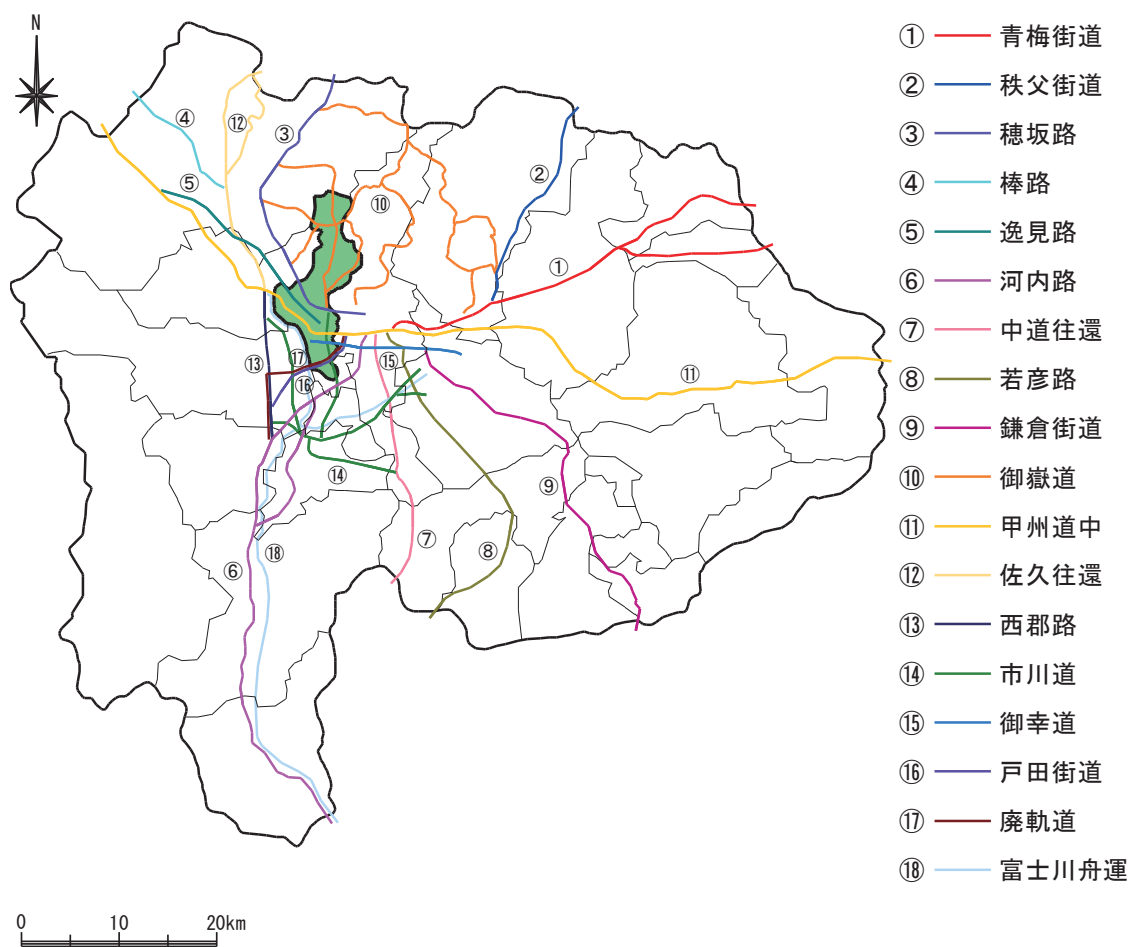 N
① 青梅街道
② 秩父街道
③ 穂坂路
④ 棒路
⑤ 逸見路
⑥ 河内路
⑦ 中道往還
⑧ 若彦路
⑨ 鎌倉街道
⑩ 御嶽道
⑪ 甲州道中
⑫ 佐久往還
⑬ 西郡路
⑭ 市川道
⑮ 御幸道
⑯ 戸田街道
⑰ 廃軌道
⑱ 富士川舟運
④
⑫
③
②
⑤
⑩
①
⑬
⑰
⑮
⑯
⑪
⑭
⑨
⑦
⑧
⑱
⑥
0 10 20km